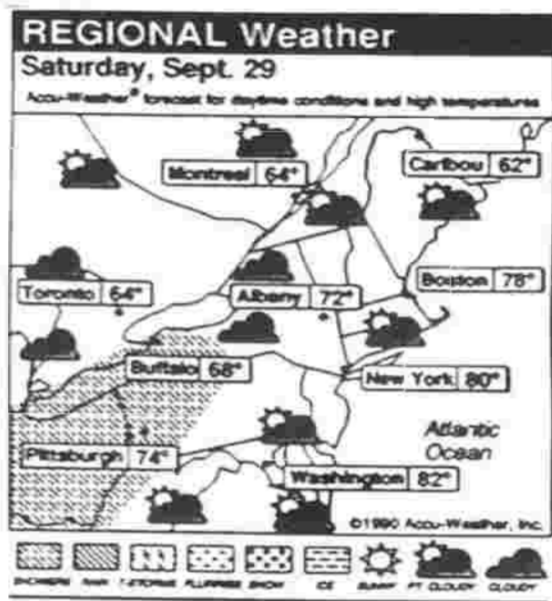 REGIONAL Weather
Saturday, Sept. 29
Accu-Weather® forecast for daytime conditions and high temperatures
Montreal 64°
Caribou 62°
Toronto 64°
Albany 72°
Boston 78°
Buffalo 68°
New York 80°
Pittsburgh 74°
Atlantic
Ocean
Washington 82°
©1990 Accu-Weather, Inc.
SHOWERS RAIN T-STORMS FLURRIES SNOW ICE SUNNY PT. CLOUDY CLOUDY